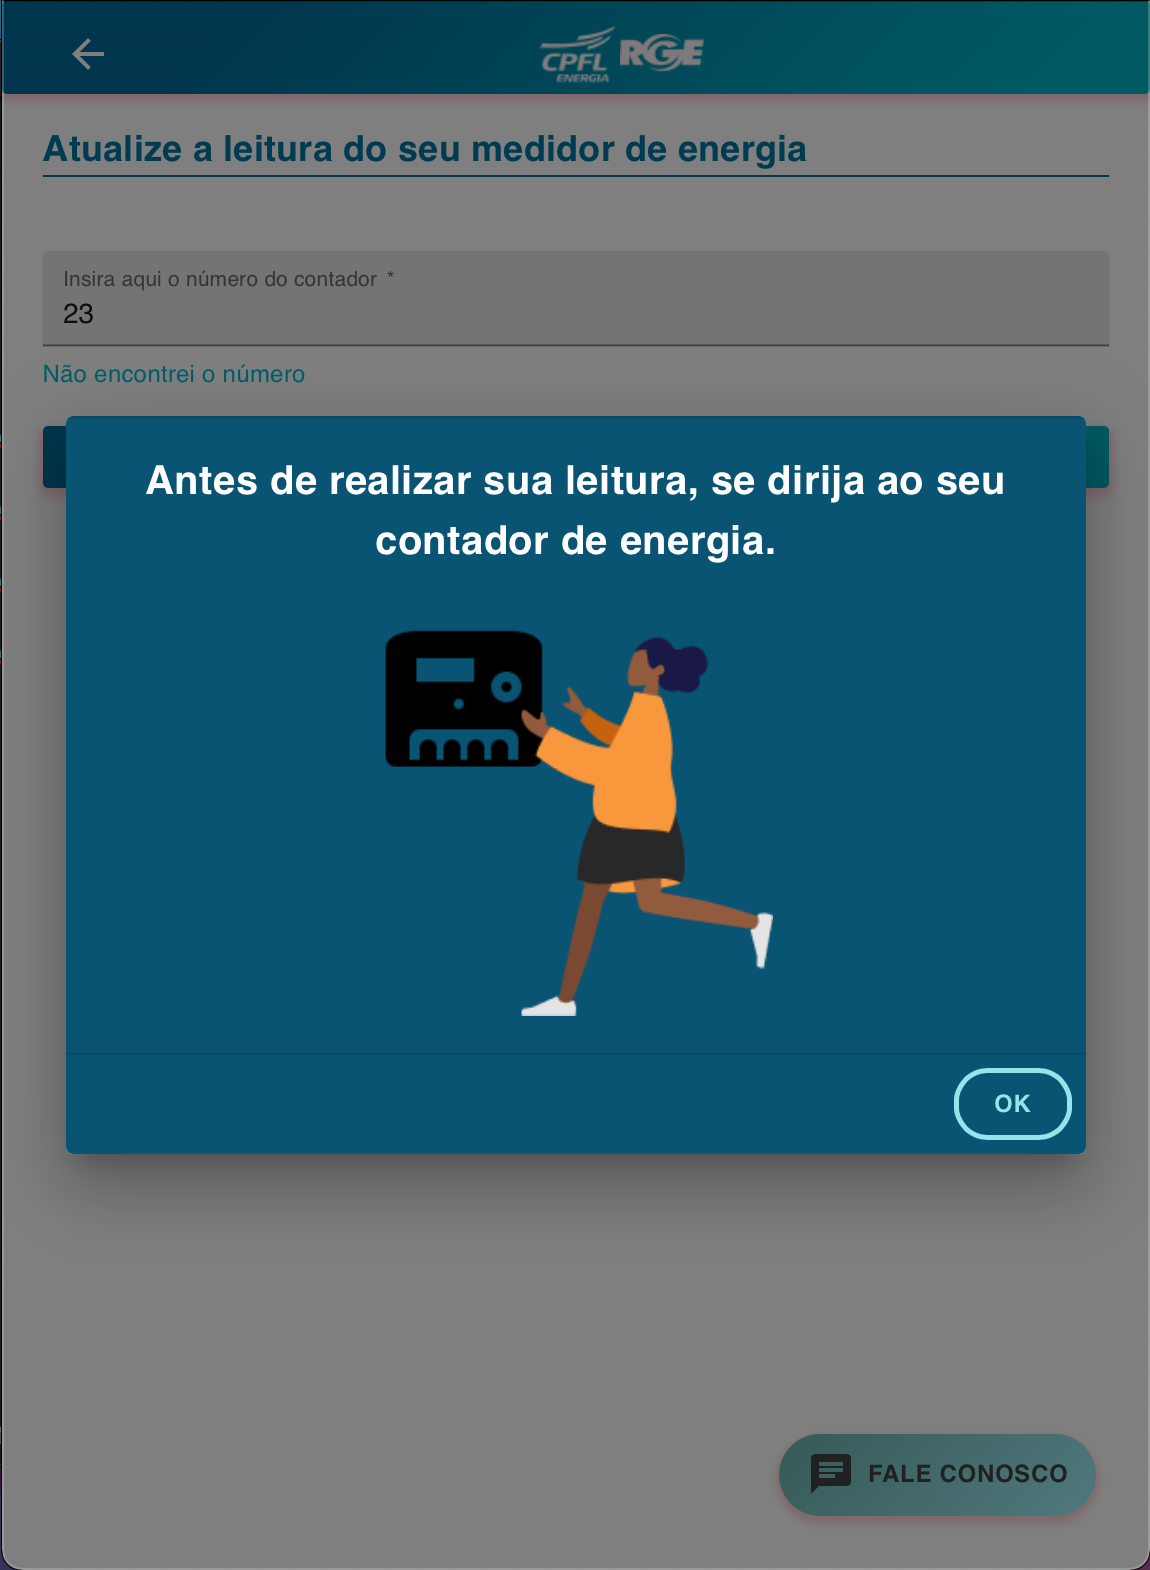 CPFL
ENERGIA
RGE
Atualize a leitura do seu medidor de energia
Insira aqui o número do contador *
23
Não encontrei o número
Antes de realizar sua leitura, se dirija ao seu
contador de energia.
OK
FALE CONOSCO